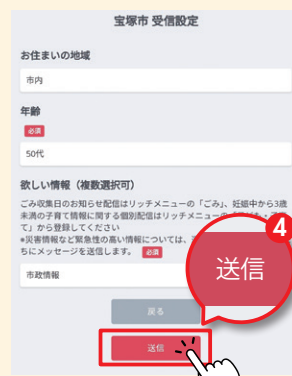 宝塚市 受信設定
お住まいの地域
市内
年齢
必須
50代
欲しい情報（複数選択可）
ごみ収集日のお知らせ配信はリッチメニューの「ごみ」、妊娠中から3歳
未満の子育て情報に関する個別配信はリッチメニューの
て」から登録してください
※災害情報など緊急性の高い情報については、
ちにメッセージを送信します。 必須
市政情報
戻る
送信
4
送信